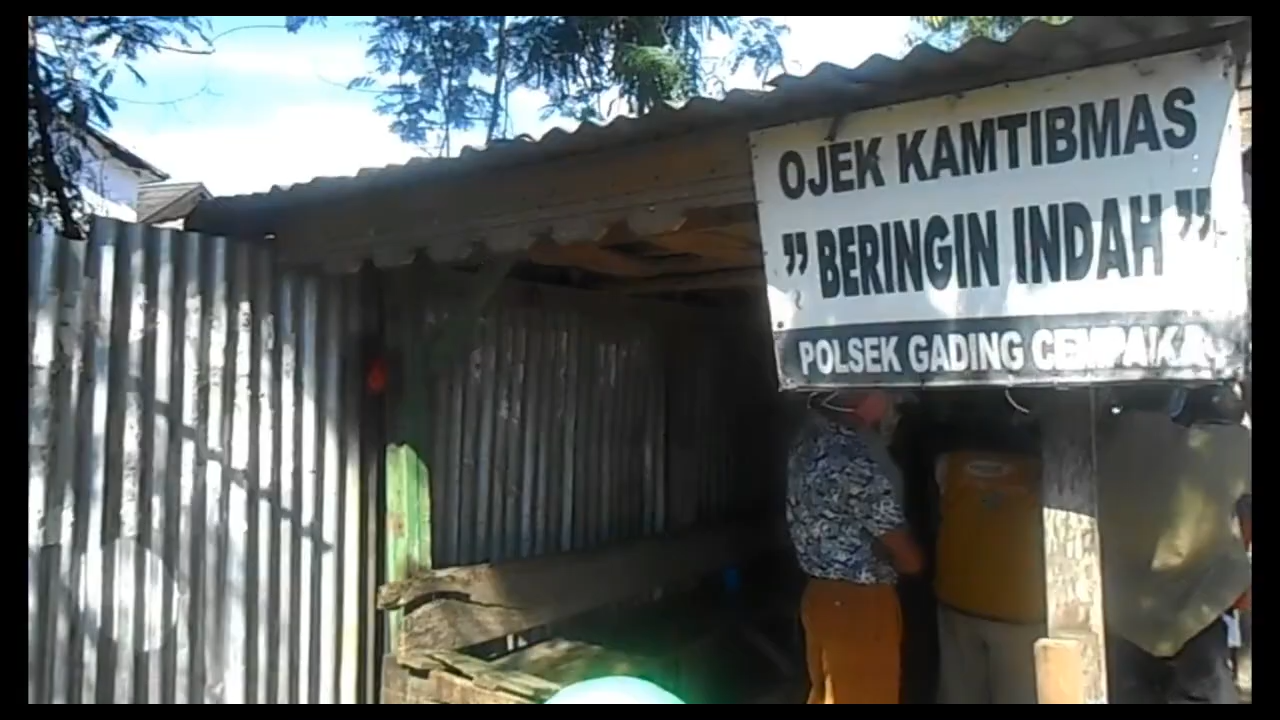 OJEK KAMTIBMAS
” BERINGIN INDAH ”
POLSEK GADING CEMPAKA